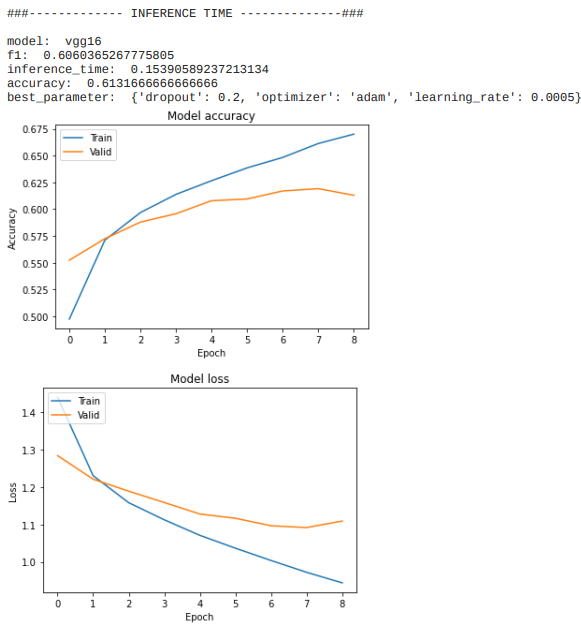 ###------------- INFERENCE TIME --------------###
model:  vgg16
f1:  0.6060365267775805
inference_time:  0.15390589237213134
accuracy:  0.6131666666666666
best_parameter:  {'dropout': 0.2, 'optimizer': 'adam', 'learning_rate': 0.0005}
Model accuracy
Train
Valid
0.675
0.650
0.625
0.600
0.575
0.550
0.525
0.500
Accuracy
0 1 2 3 4 5 6 7 8
Epoch
Model loss
Train
Valid
1.4
1.3
1.2
1.1
1.0
Loss
0 1 2 3 4 5 6 7 8
Epoch